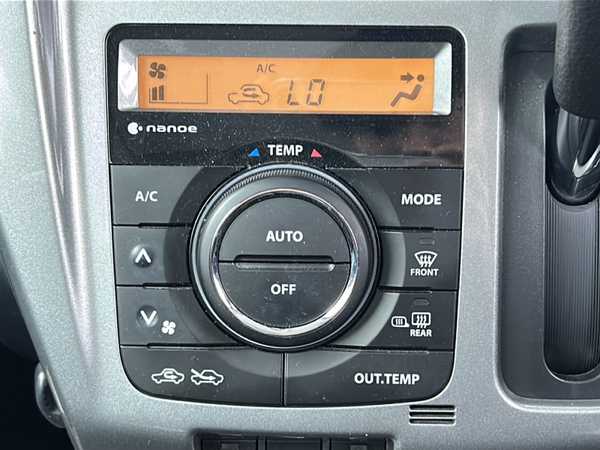 A/C
LO
nanoe
TEMP
A/C
MODE
AUTO
OFF
FRONT
REAR
OUT.TEMP